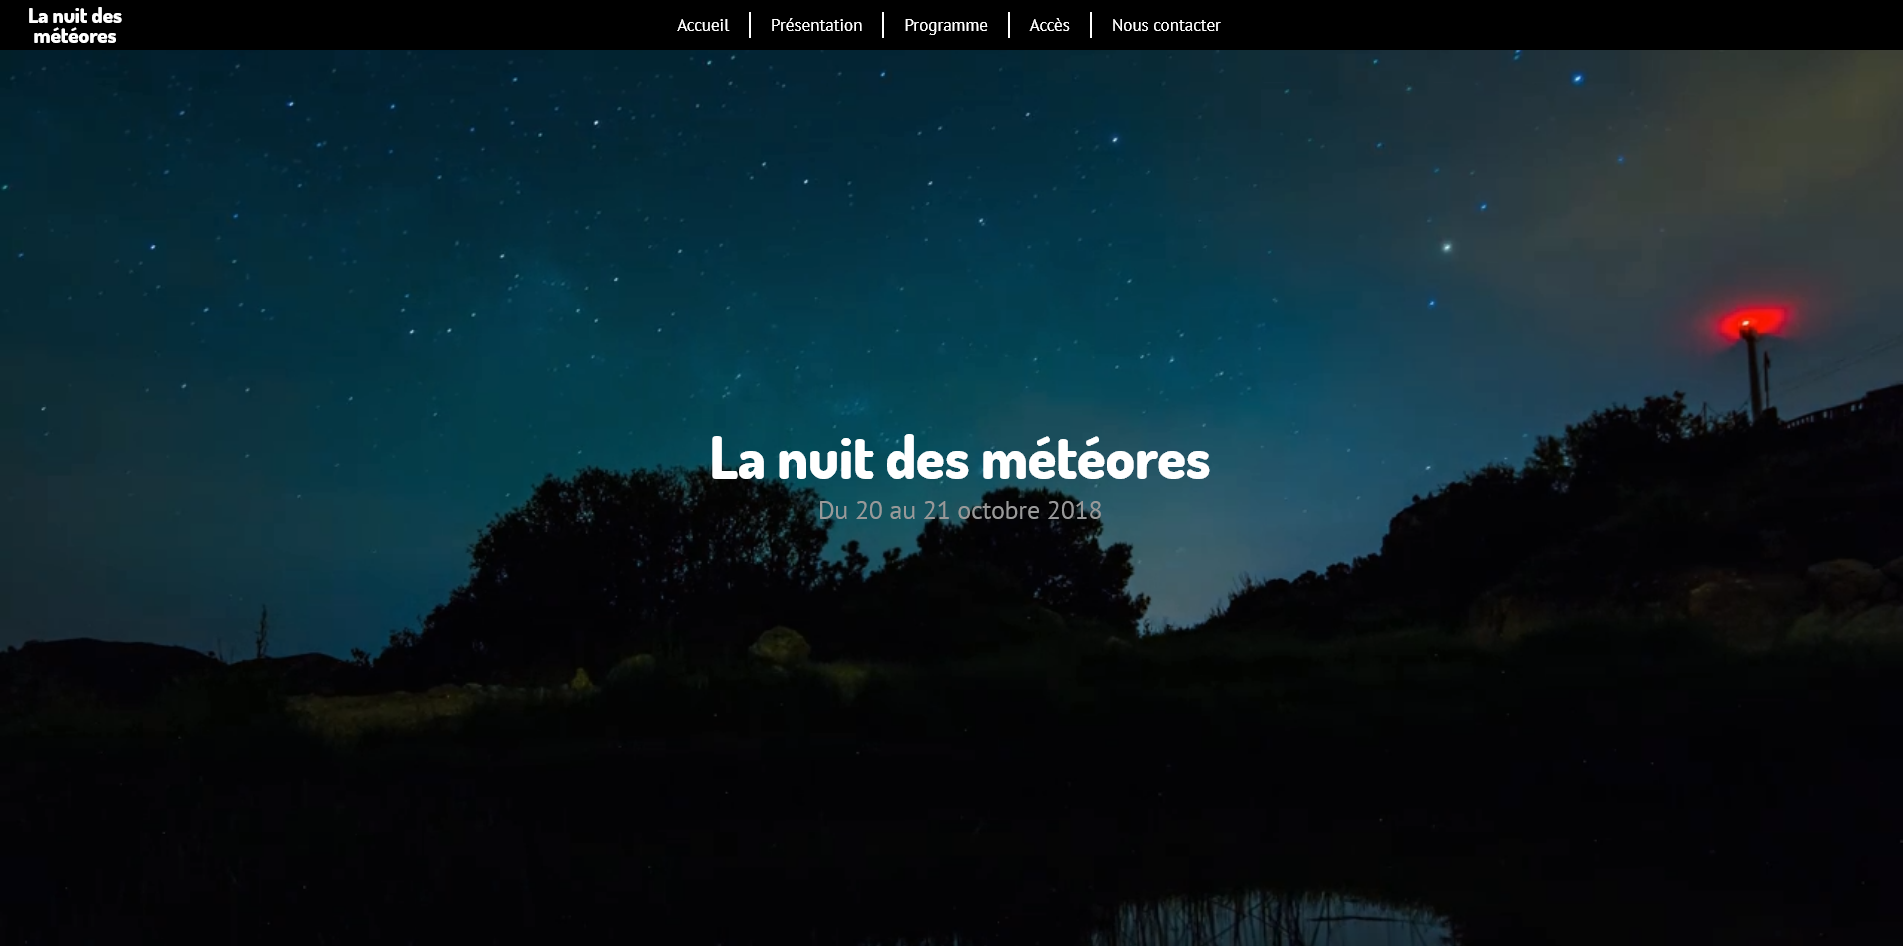 La nuit des
météores
Accueil
Présentation
Programme
Accès
Nous contacter
La nuit des météores
Du 20 au 21 octobre 2018